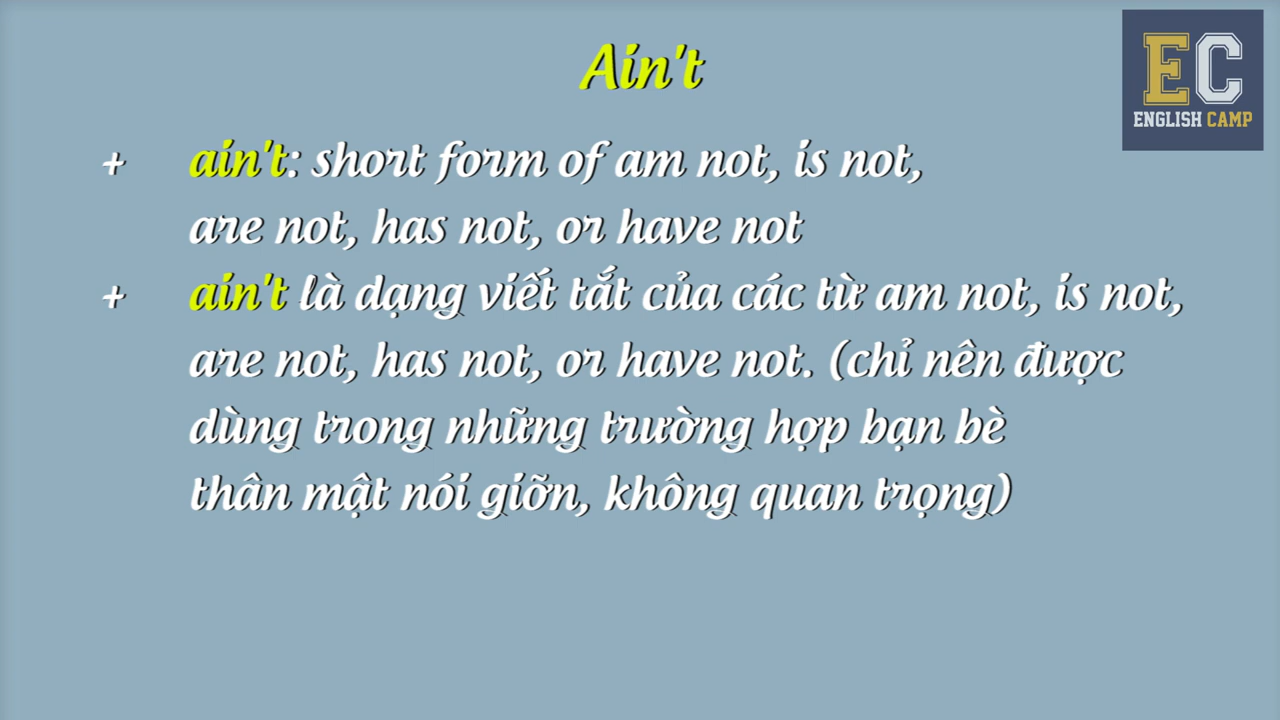 Ain't
EC
ENGLISH CAMP
+ ain't: short form of am not, is not,
are not, has not, or have not
+ ain't là dạng viết tắt của các từ am not, is not,
are not, has not, or have not. (chỉ nên được
dùng trong những trường hợp bạn bè
thân mật nói giỡn, không quan trọng)